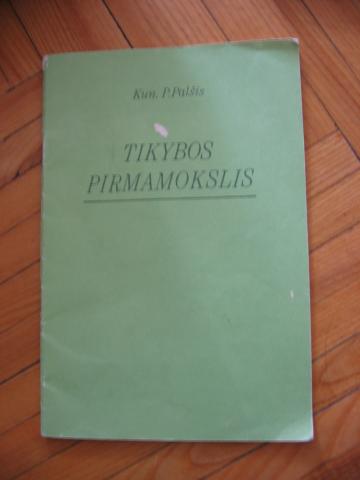 Kun. P. Palšis
TIKYBOS
PIRMAMOKSLIS